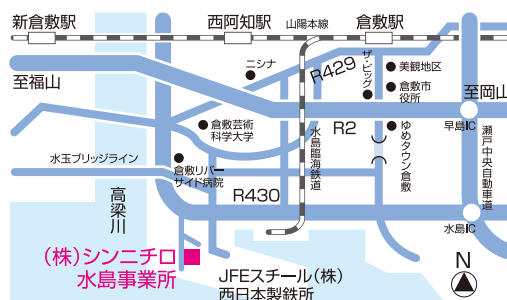 新倉敷駅
西阿知駅
山陽本線
倉敷駅
ニシナ
R429
ザ・ビッグ
美観地区
倉敷市
役所
至福山
至岡山
倉敷芸術
科学大学
R2
ゆめタウン倉敷
早島IC
水島臨海鉄道
瀬戸中央自動車道
水玉ブリッジライン
倉敷リバー
サイド病院
高梁川
R430
水島IC
(株)シンニチロ
水島事業所
JFEスチール(株)
西日本製鉄所
N